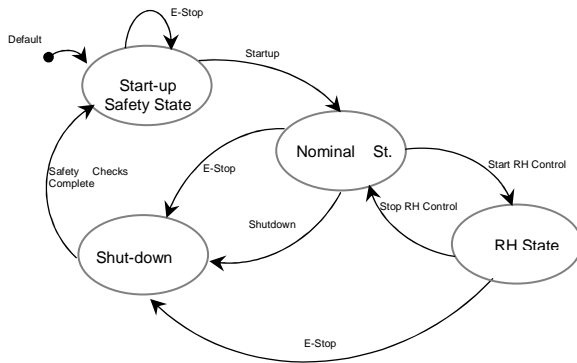 E-Stop
Default
Start-up
Safety State
Startup
Nominal St.
Start RH Control
Safety Checks
Complete
E-Stop
Stop RH Control
Shutdown
RH State
Shut-down
E-Stop